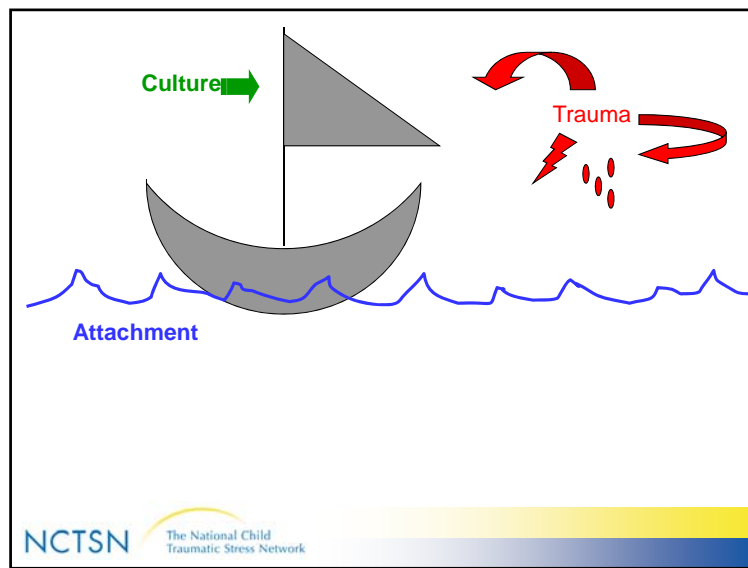 Culture
Trauma
Attachment
NCTSN
The National Child
Traumatic Stress Network